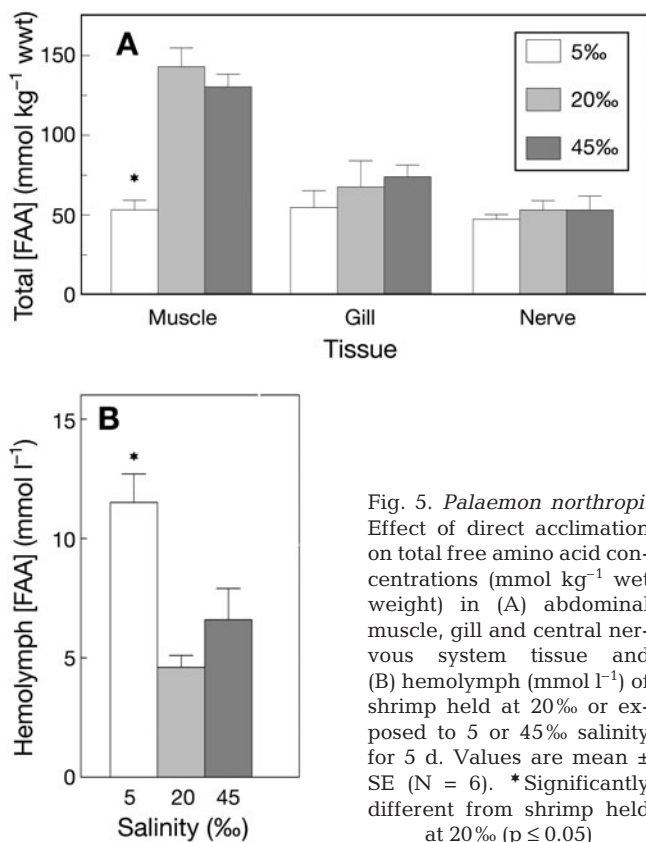 A
Total [FAA] (mmol kg⁻¹ wwt)
150
100
50
0
5‰
20‰
45‰
*
Muscle Gill Nerve
Tissue
B
*
Hemolymph [FAA] (mmol l⁻¹)
15
10
5
0
5 20 45
Salinity (‰)
Fig. 5. Palaemon northropi.
Effect of direct acclimation
on total free amino acid con-
centrations (mmol kg⁻¹ wet
weight) in (A) abdominal
muscle, gill and central ner-
vous system tissue and
(B) hemolymph (mmol l⁻¹) of
shrimp held at 20‰ or ex-
posed to 5 or 45‰ salinity
for 5 d. Values are mean ±
SE (N = 6). *Significantly
different from shrimp held
at 20‰ (p ≤ 0.05)